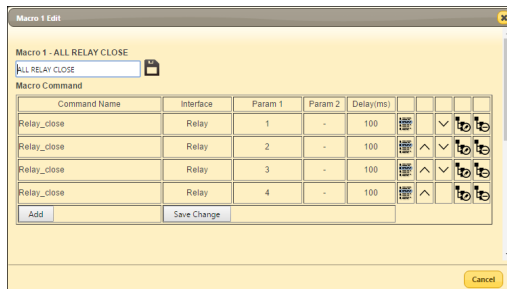 Macro 1 Edit
Macro 1 - ALL RELAY CLOSE
ALL RELAY CLOSE
Macro Command
Command Name Interface Param 1 Param 2 Delay(ms)
Relay_close Relay 1 - 100
Relay_close Relay 2 - 100
Relay_close Relay 3 - 100
Relay_close Relay 4 - 100
Add Save Change
Cancel